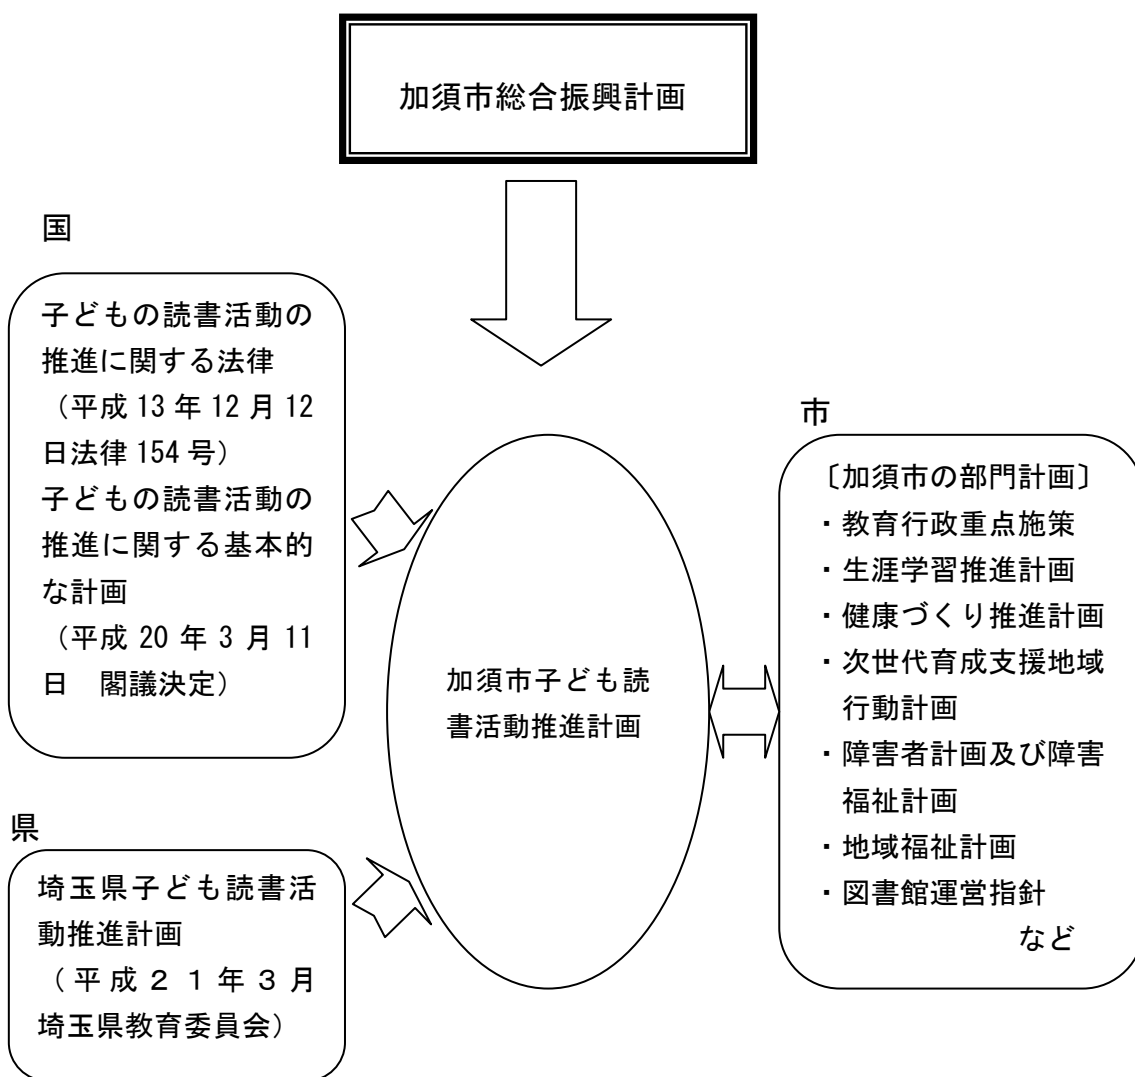 加須市総合振興計画
国
子どもの読書活動の
推進に関する法律
（平成 13 年 12 月 12
日法律 154 号）
子どもの読書活動の
推進に関する基本的
な計画
（平成 20 年 3 月 11
日　閣議決定）
県
埼玉県子ども読書活
動推進計画
（平成２１年３月
埼玉県教育委員会）
加須市子ども読
書活動推進計画
市
〔加須市の部門計画〕
・教育行政重点施策
・生涯学習推進計画
・健康づくり推進計画
・次世代育成支援地域
行動計画
・障害者計画及び障害
福祉計画
・地域福祉計画
・図書館運営指針
など